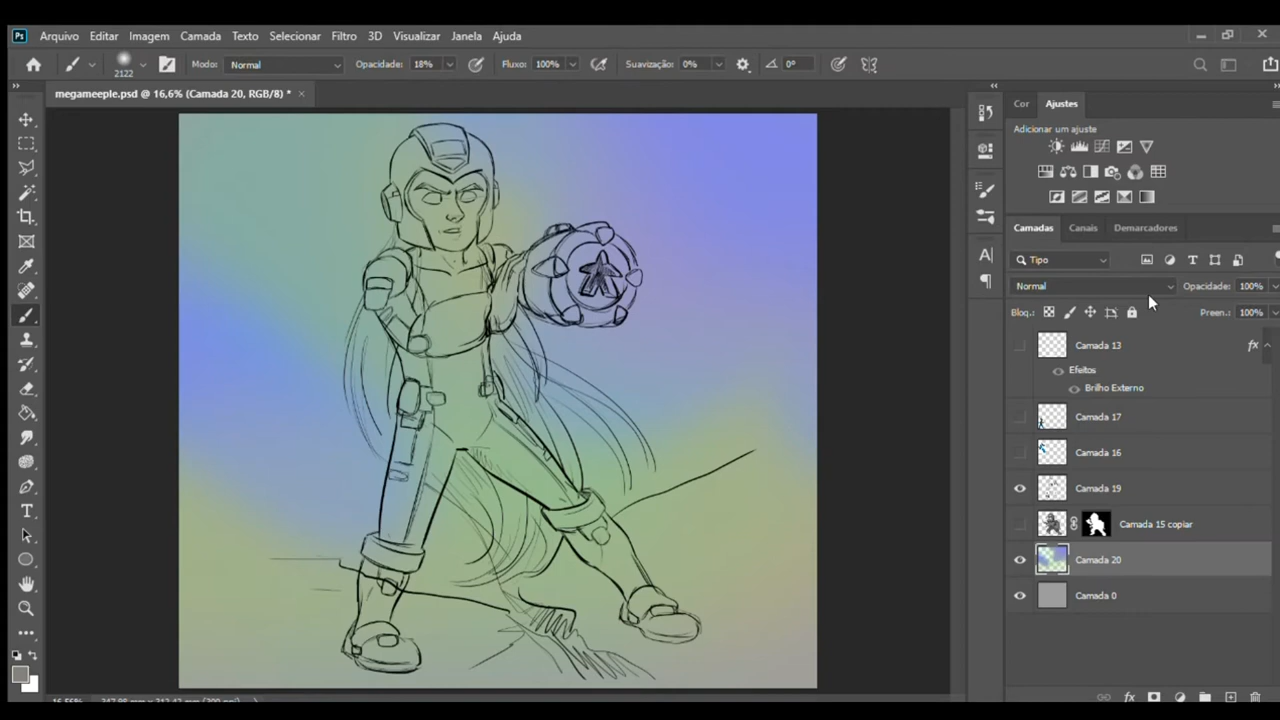 Ps Arquivo Editar Imagem Camada Texto Selecionar Filtro 3D Visualizar Janela Ajuda
2122 Modo: Normal Opacidade: 18% Fluxo: 100% Suavização: 0% 0°
megameeple.psd @ 16,6% (Camada 20, RGB/8) * ×
Cor Ajustes
Adicionar um ajuste
Camadas Canais Demarcadores
Tipo
Normal Opacidade: 100%
Bloq.: Preen.: 100%
Camada 13 fx
Efeitos
Brilho Externo
Camada 17
Camada 16
Camada 19
Camada 15 copiar
Camada 20
Camada 0